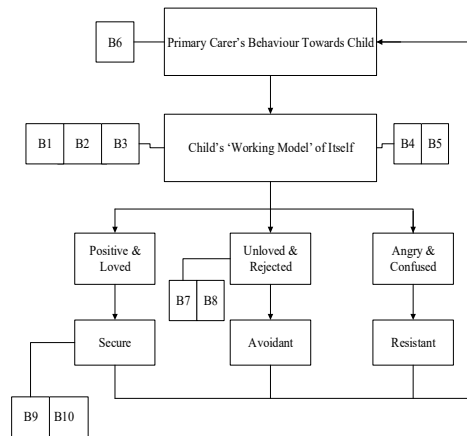 B6
Primary Carer's Behaviour Towards Child
B1 B2 B3
Child's 'Working Model' of Itself
B4 B5
Positive &
Loved
Unloved &
Rejected
Angry &
Confused
B7 B8
Secure
Avoidant
Resistant
B9 B10